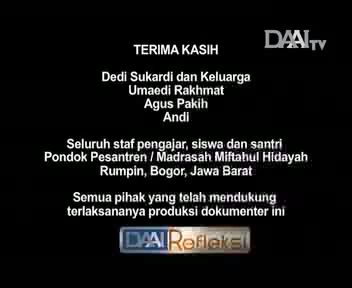 DAAI TV
TERIMA KASIH
Dedi Sukardi dan Keluarga
Umaedi Rakhmat
Agus Pakih
Andi
Seluruh staf pengajar, siswa dan santri
Pondok Pesantren / Madrasah Miftahul Hidayah
Rumpin, Bogor, Jawa Barat
Semua pihak yang telah mendukung
terlaksananya produksi dokumenter ini
DAAI Refleksi